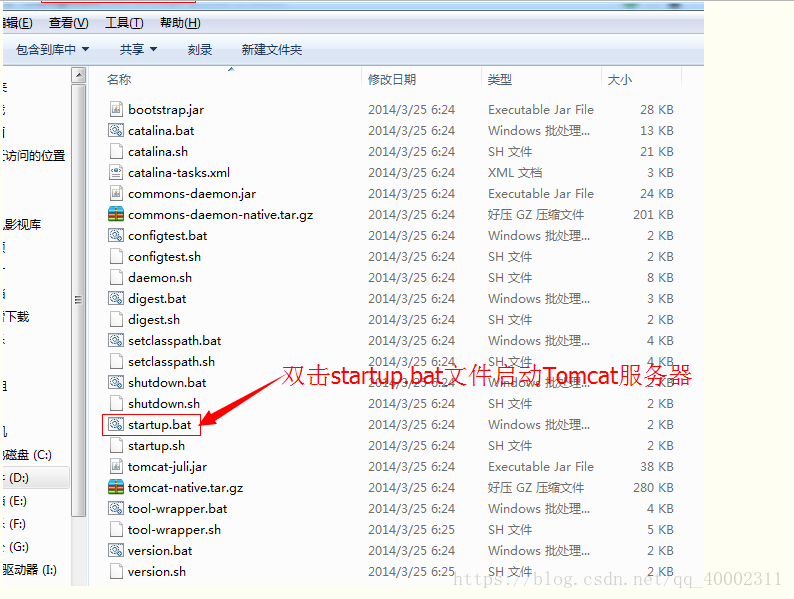 编辑(E) 查看(V) 工具(T) 帮助(H)
包含到库中 共享 刻录 新建文件夹
名称 修改日期 类型 大小
bootstrap.jar 2014/3/25 6:24 Executable Jar File 28 KB
catalina.bat 2014/3/25 6:24 Windows 批处理... 13 KB
catalina.sh 2014/3/25 6:24 SH 文件 21 KB
访问的位置
catalina-tasks.xml 2014/3/25 6:24 XML 文档 3 KB
commons-daemon.jar 2014/3/25 6:24 Executable Jar File 24 KB
commons-daemon-native.tar.gz 2014/3/25 6:24 好压 GZ 压缩文件 201 KB
影视库
configtest.bat 2014/3/25 6:24 Windows 批处理... 2 KB
configtest.sh 2014/3/25 6:24 SH 文件 2 KB
daemon.sh 2014/3/25 6:24 SH 文件 8 KB
digest.bat 2014/3/25 6:24 Windows 批处理... 3 KB
下载
digest.sh 2014/3/25 6:24 SH 文件 2 KB
setclasspath.bat 2014/3/25 6:24 Windows 批处理... 4 KB
setclasspath.sh 2014/3/25 6:24 SH 文件 4 KB
双击startup.bat文件启动Tomcat服务器
shutdown.bat 2014/3/25 6:24 Windows 批处理... 2 KB
shutdown.sh 2014/3/25 6:24 SH 文件 2 KB
startup.bat 2014/3/25 6:24 Windows 批处理... 2 KB
startup.sh 2014/3/25 6:24 SH 文件 2 KB
磁盘 (C:)
tomcat-juli.jar 2014/3/25 6:24 Executable Jar File 38 KB
(D:)
tomcat-native.tar.gz 2014/3/25 6:24 好压 GZ 压缩文件 280 KB
(E:)
tool-wrapper.bat 2014/3/25 6:24 Windows 批处理... 4 KB
(F:)
tool-wrapper.sh 2014/3/25 6:25 SH 文件 5 KB
(G:)
version.bat 2014/3/25 6:24 Windows 批处理... 2 KB
驱动器 (I:)
version.sh 2014/3/25 6:25 SH 文件 2 KB
https://blog.csdn.net/qq_40002311